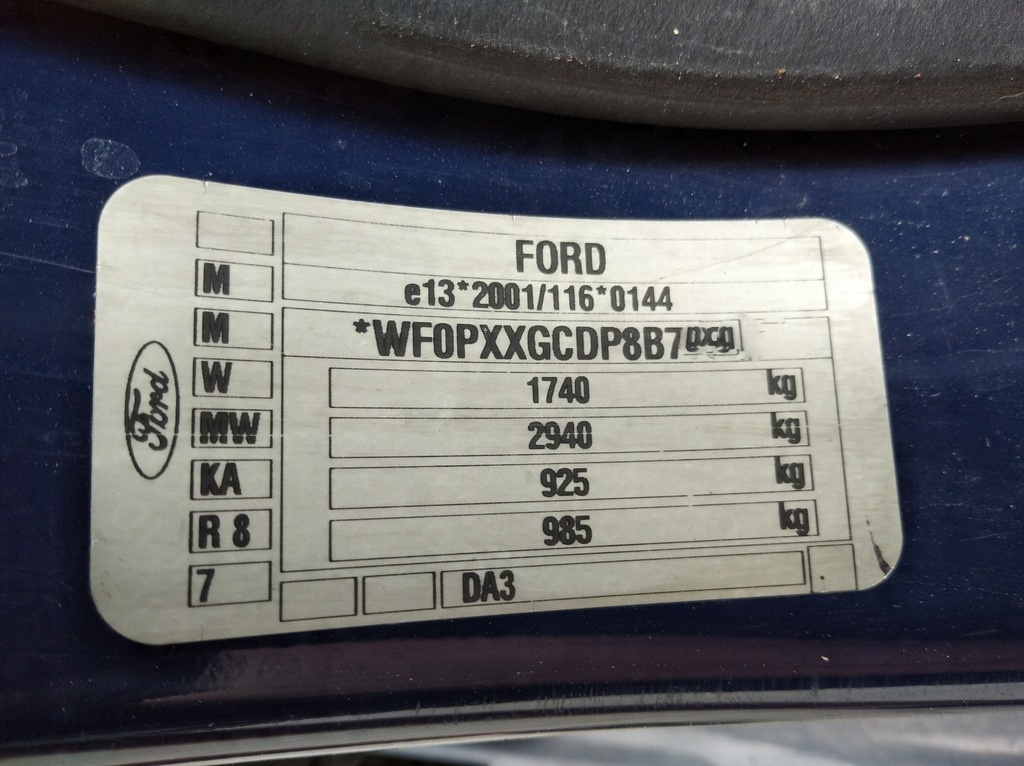 FORD
M e13*2001/116*0144
M *WF0PXXGCDP8B7
W 1740 kg
MW 2940 kg
KA 925 kg
R 8 985 kg
7 DA3
Ford